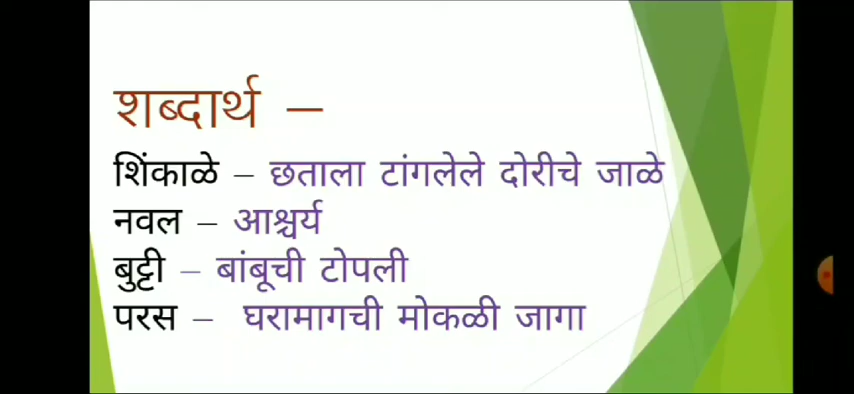 शब्दार्थ –
शिंकाळे – छताला टांगलेले दोरीचे जाळे
नवल – आश्चर्य
बुट्टी – बांबूची टोपली
परस – घरामागची मोकळी जागा